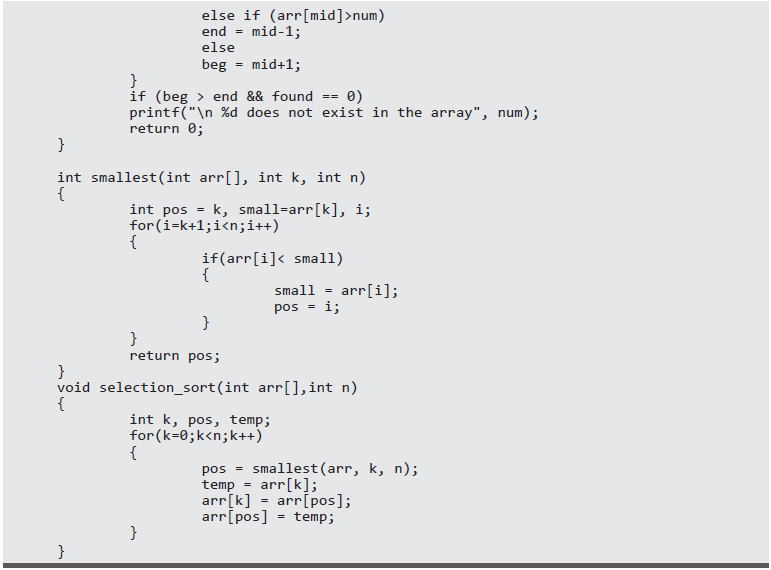 else if (arr[mid]>num)
end = mid-1;
else
beg = mid+1;
}
if (beg > end && found == 0)
printf("\n %d does not exist in the array", num);
return 0;
}
int smallest(int arr[], int k, int n)
{
int pos = k, small=arr[k], i;
for(i=k+1;i<n;i++)
{
if(arr[i]< small)
{
small = arr[i];
pos = i;
}
}
return pos;
}
void selection_sort(int arr[],int n)
{
int k, pos, temp;
for(k=0;k<n;k++)
{
pos = smallest(arr, k, n);
temp = arr[k];
arr[k] = arr[pos];
arr[pos] = temp;
}
}